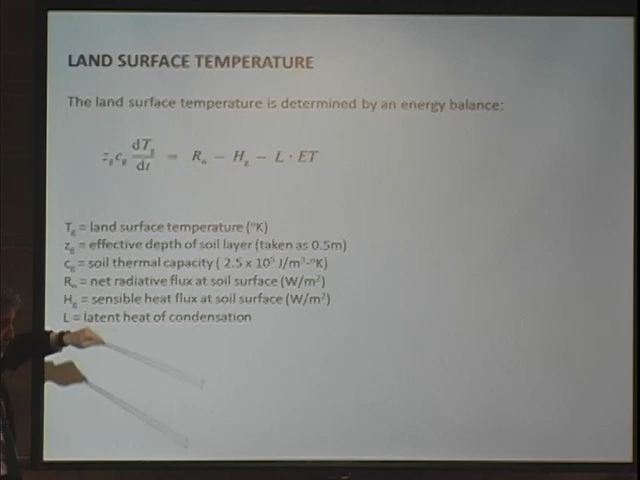 LAND SURFACE TEMPERATURE
The land surface temperature is determined by an energy balance:
z_g c_g dT_g/dt = R_n − H_g − L · ET
T_g = land surface temperature (°K)
z_g = effective depth of soil layer (taken as 0.5m)
c_g = soil thermal capacity ( 2.5 x 10⁵ J/m³-°K)
R_n = net radiative flux at soil surface (W/m²)
H_g = sensible heat flux at soil surface (W/m²)
L = latent heat of condensation